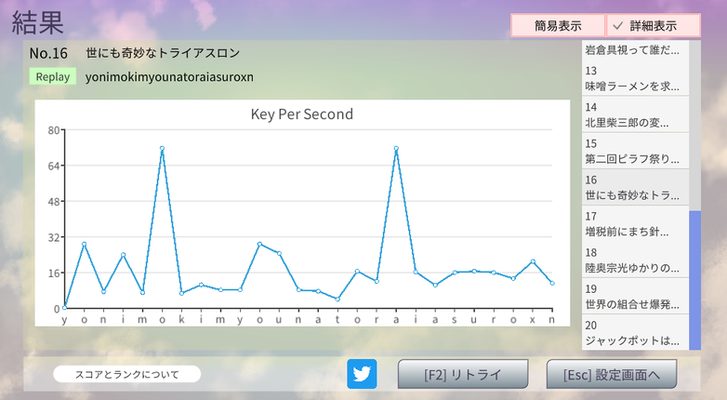 結果
簡易表示
✓ 詳細表示
No.16 世にも奇妙なトライアスロン
Replay yonimokimyounatoraiasuroxn
Key Per Second
80
64
48
32
16
0
y o n i m o k i m y o u n a t o r a i a s u r o x n
岩倉具視って誰だ...
13
味噌ラーメンを求...
14
北里柴三郎の変...
15
第二回ピラフ祭り...
16
世にも奇妙なトラ...
17
増税前にまち針...
18
陸奥宗光ゆかりの...
19
世界の組合せ爆発...
20
ジャックポットは...
スコアとランクについて
[F2] リトライ
[Esc] 設定画面へ